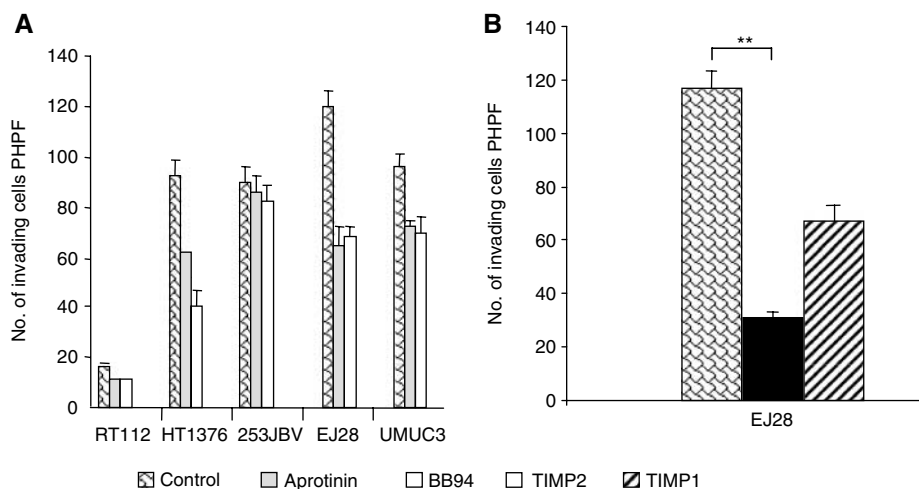 A
No. of invading cells PHPF
140
120
100
80
60
40
20
0
RT112 HT1376 253JBV EJ28 UMUC3
B
**
No. of invading cells PHPF
140
120
100
80
60
40
20
0
EJ28
Control Aprotinin BB94 TIMP2 TIMP1